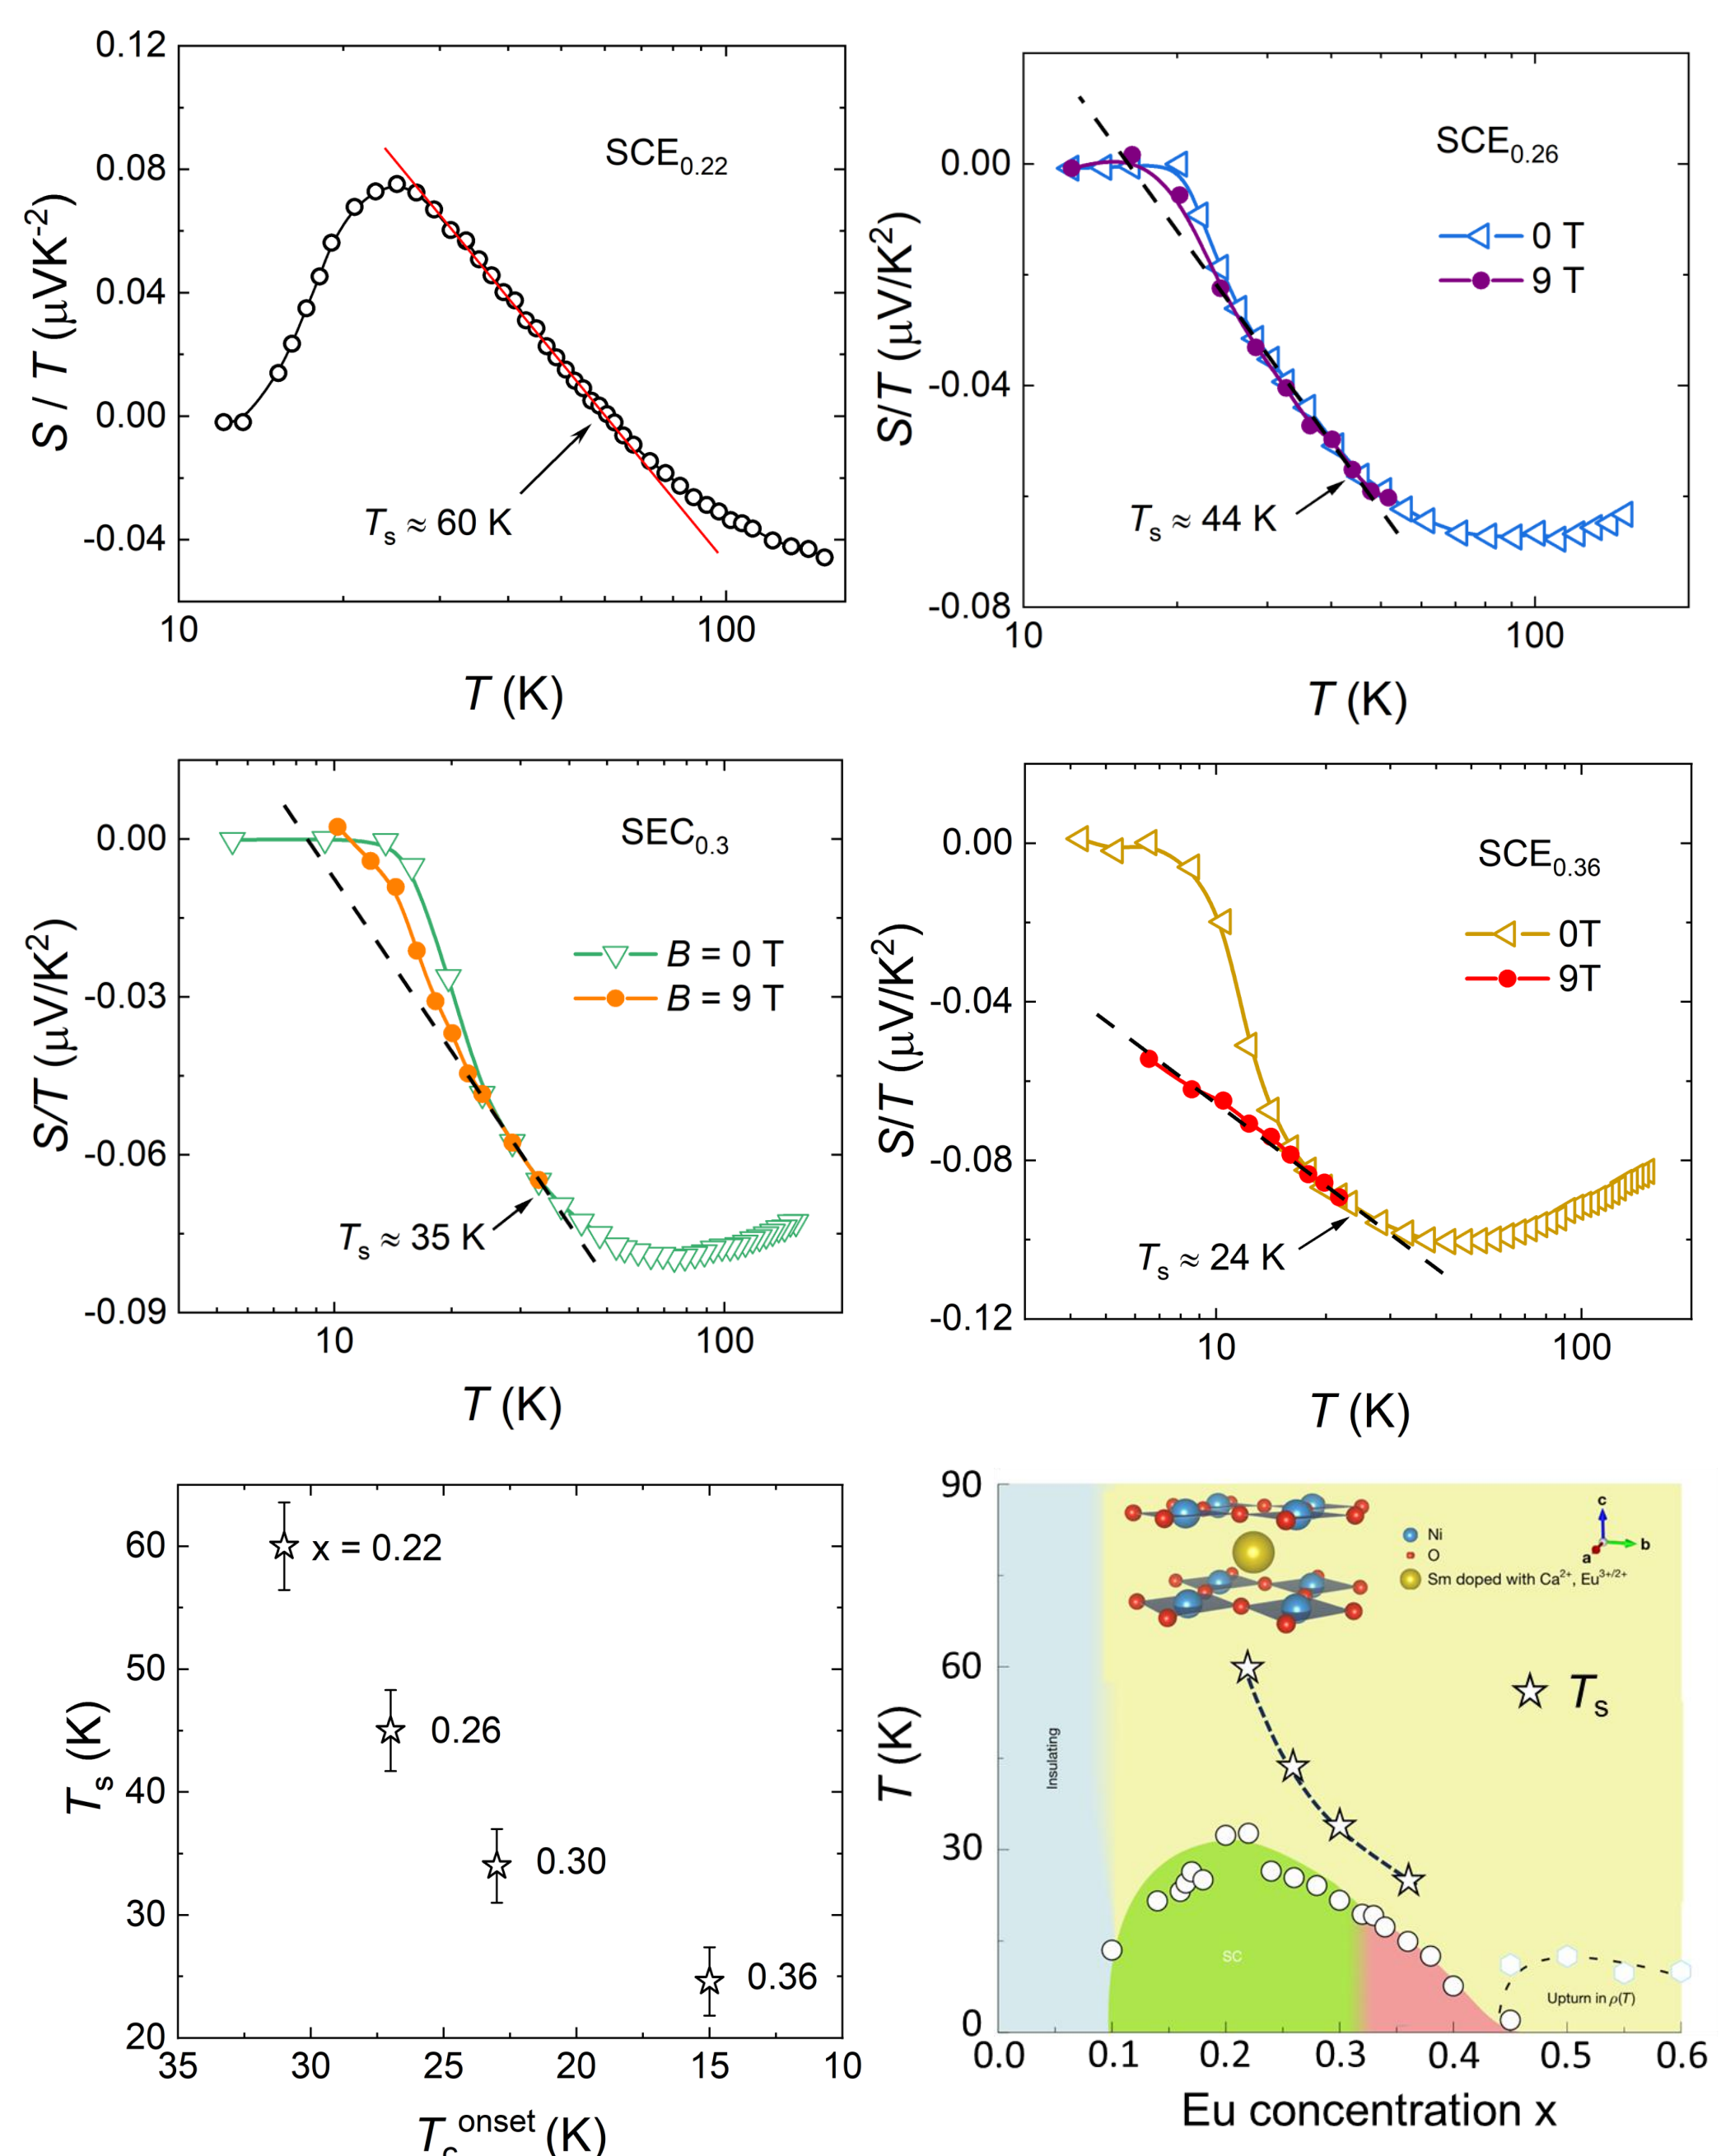 0.12
0.08
0.04
0.00
-0.04
S / T (μVK-2)
SCE0.22
Ts ≈ 60 K
10
100
T (K)
0.00
-0.04
-0.08
S/T (μV/K2)
SCE0.26
0 T
9 T
Ts ≈ 44 K
10
100
T (K)
0.00
-0.03
-0.06
-0.09
S/T (μV/K2)
SEC0.3
B = 0 T
B = 9 T
Ts ≈ 35 K
10
100
T (K)
0.00
-0.04
-0.08
-0.12
S/T (μV/K2)
SCE0.36
0T
9T
Ts ≈ 24 K
10
100
T (K)
60
50
40
30
20
Ts (K)
x = 0.22
0.26
0.30
0.36
35
30
25
20
15
10
Tc onset (K)
90
60
30
0
T (K)
Ni
O
Sm doped with Ca2+, Eu3+/2+
c
b
a
Ts
Insulating
SC
Upturn in ρ(T)
0.0
0.1
0.2
0.3
0.4
0.5
0.6
Eu concentration x